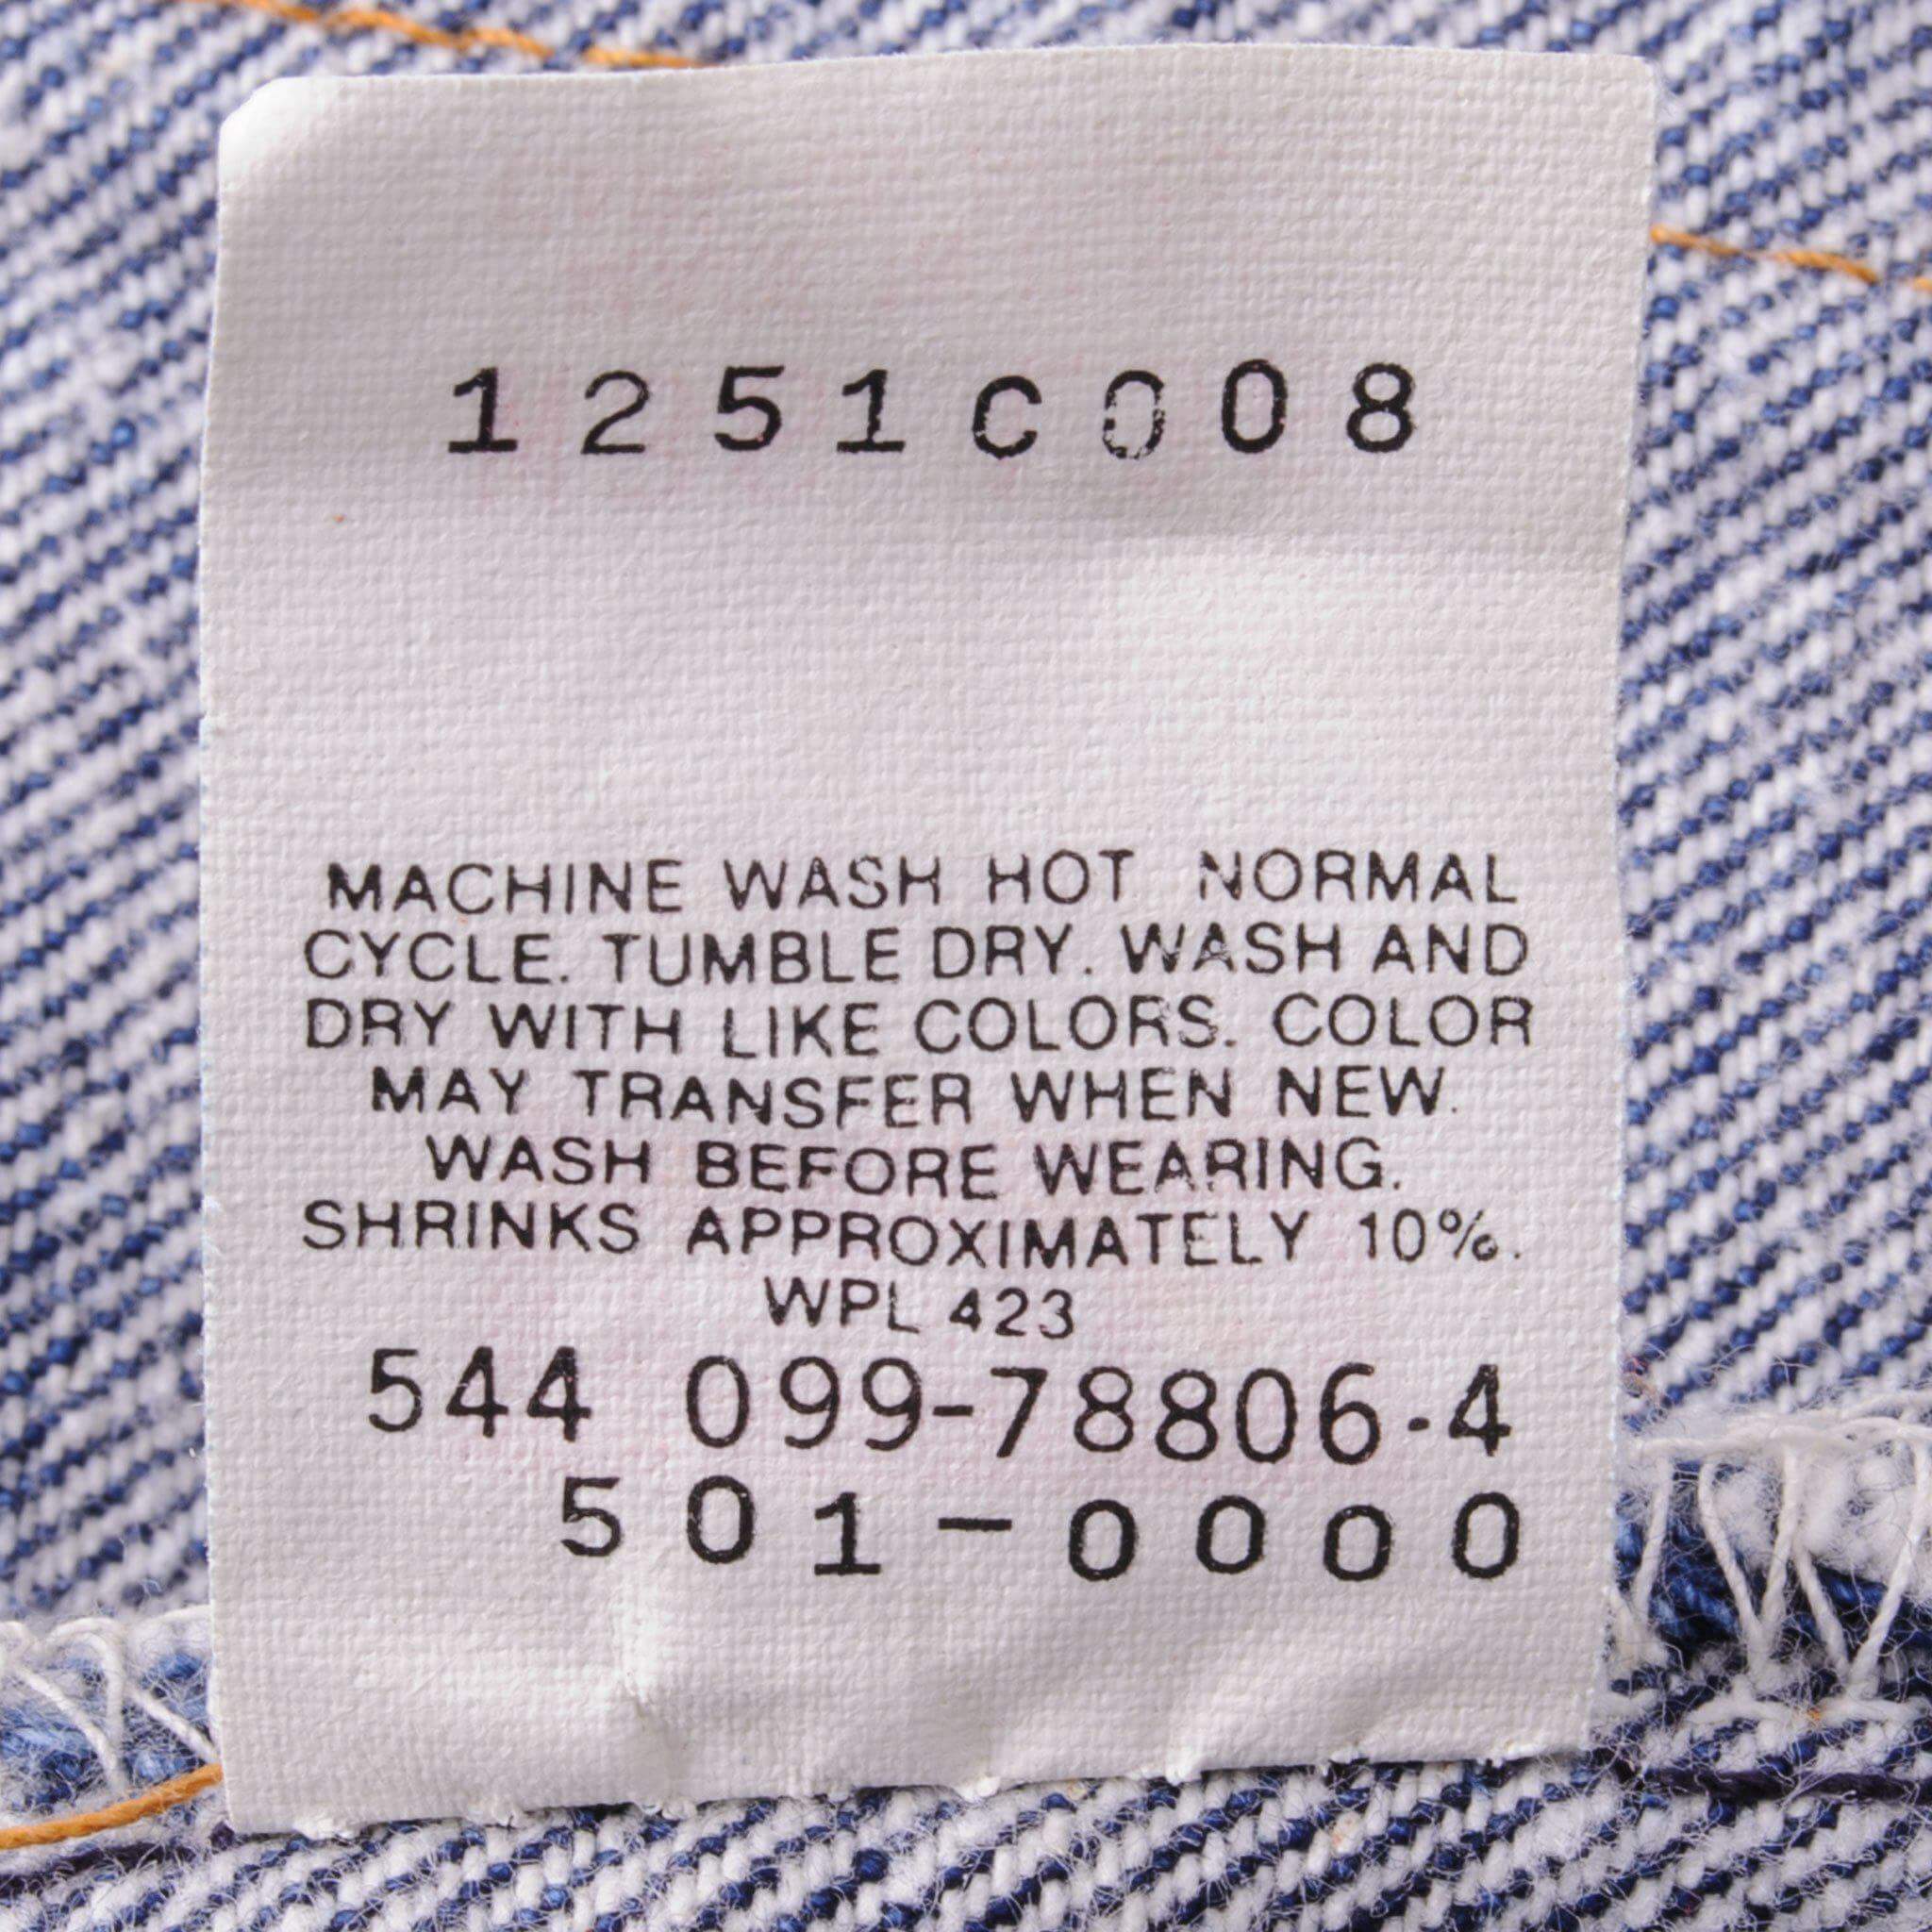 1251C008
MACHINE WASH HOT NORMAL
CYCLE. TUMBLE DRY. WASH AND
DRY WITH LIKE COLORS. COLOR
MAY TRANSFER WHEN NEW.
WASH BEFORE WEARING.
SHRINKS APPROXIMATELY 10%.
WPL 423
544 099-78806-4
501-0000